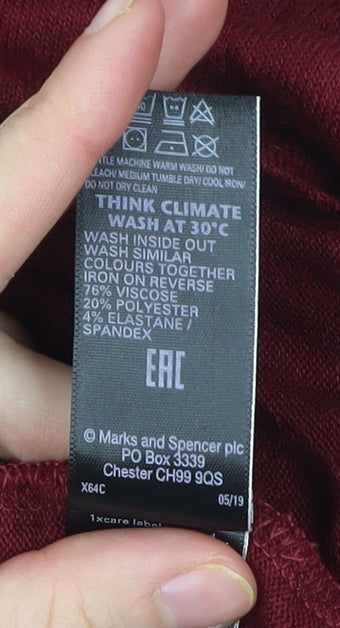 MACHINE WARM WASH/ DO NOT
MEDIUM TUMBLE DRY/ COOL IRON/
DO NOT DRY CLEAN
THINK CLIMATE
WASH AT 30°C
WASH INSIDE OUT
WASH SIMILAR
COLOURS TOGETHER
IRON ON REVERSE
76% VISCOSE
20% POLYESTER
4% ELASTANE /
SPANDEX
EAC
© Marks and Spencer plc
PO Box 3339
Chester CH99 9QS
X64C 05/19
1xcare label